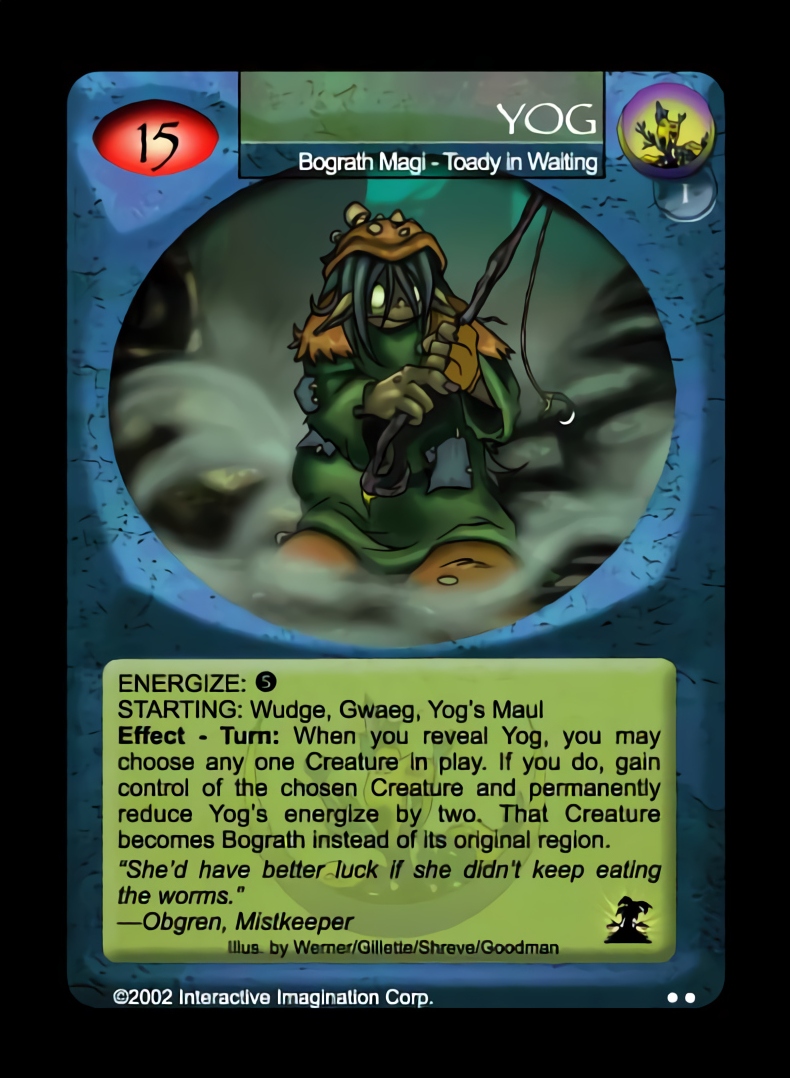 15
YOG
Bograth Magi - Toady in Waiting
1
ENERGIZE: 5
STARTING: Wudge, Gwaeg, Yog's Maul
Effect - Turn: When you reveal Yog, you may
choose any one Creature in play. If you do, gain
control of the chosen Creature and permanently
reduce Yog's energize by two. That Creature
becomes Bograth instead of its original region.
"She'd have better luck if she didn't keep eating
the worms."
—Obgren, Mistkeeper
Illus. by Werner/Gillette/Shreve/Goodman
©2002 Interactive Imagination Corp.